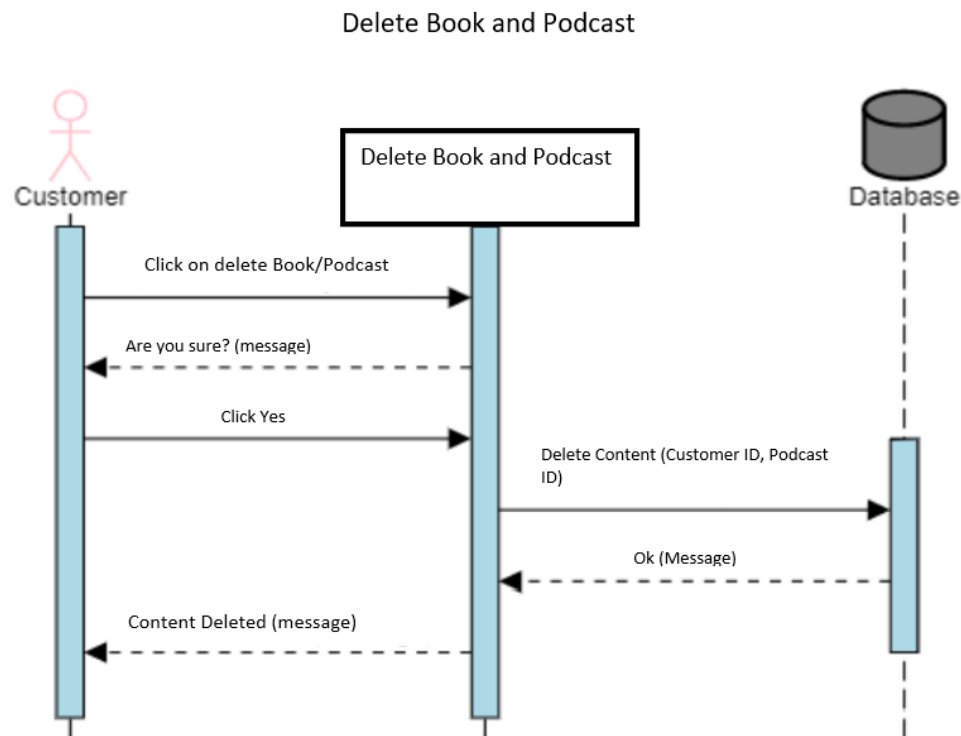 Delete Book and Podcast
Delete Book and Podcast
Customer
Database
Click on delete Book/Podcast
Are you sure? (message)
Click Yes
Delete Content (Customer ID, Podcast
ID)
Ok (Message)
Content Deleted (message)